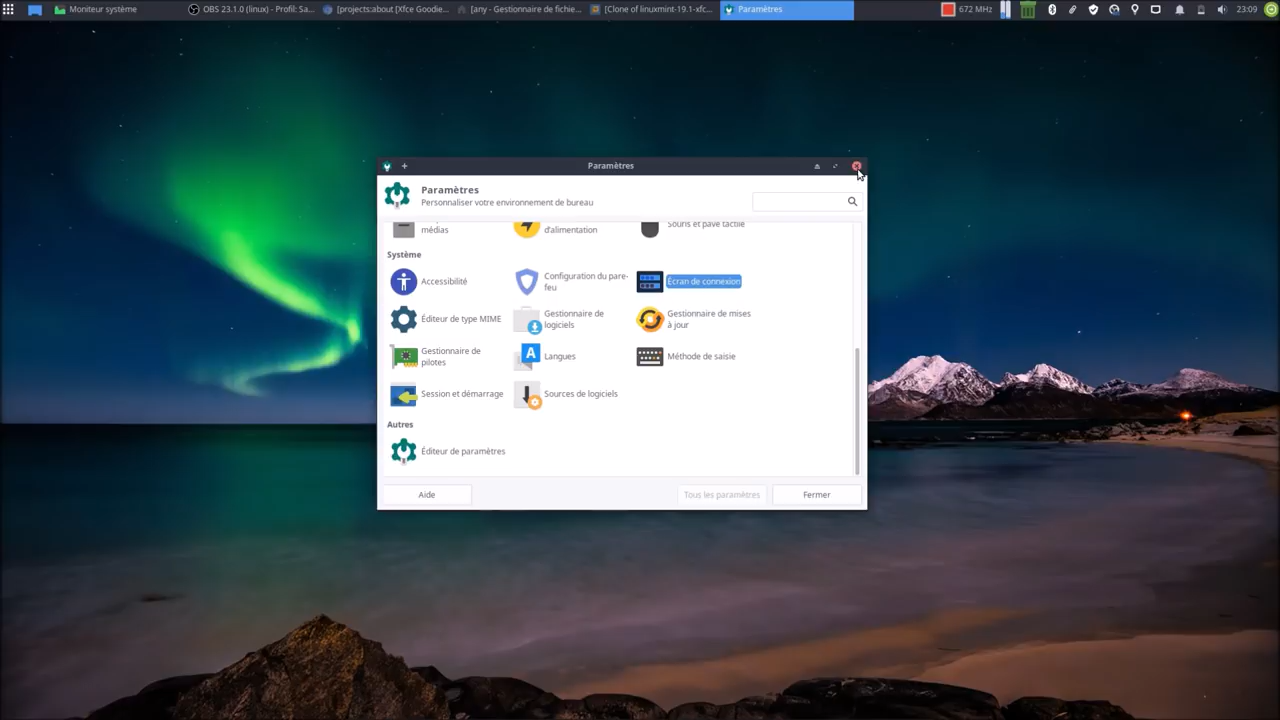 Moniteur système
OBS 23.1.0 (linux) - Profil: Sa...
[projects:about [Xfce Goodie...
[any - Gestionnaire de fichie...
[Clone of linuxmint-19.1-xfc...
Paramètres
672 MHz
23:09
Paramètres
Paramètres
Personnaliser votre environnement de bureau
médias
d'alimentation
Souris et pavé tactile
Système
Accessibilité
Configuration du pare-
feu
Écran de connexion
Éditeur de type MIME
Gestionnaire de
logiciels
Gestionnaire de mises
à jour
Gestionnaire de
pilotes
Langues
Méthode de saisie
Session et démarrage
Sources de logiciels
Autres
Éditeur de paramètres
Aide
Tous les paramètres
Fermer